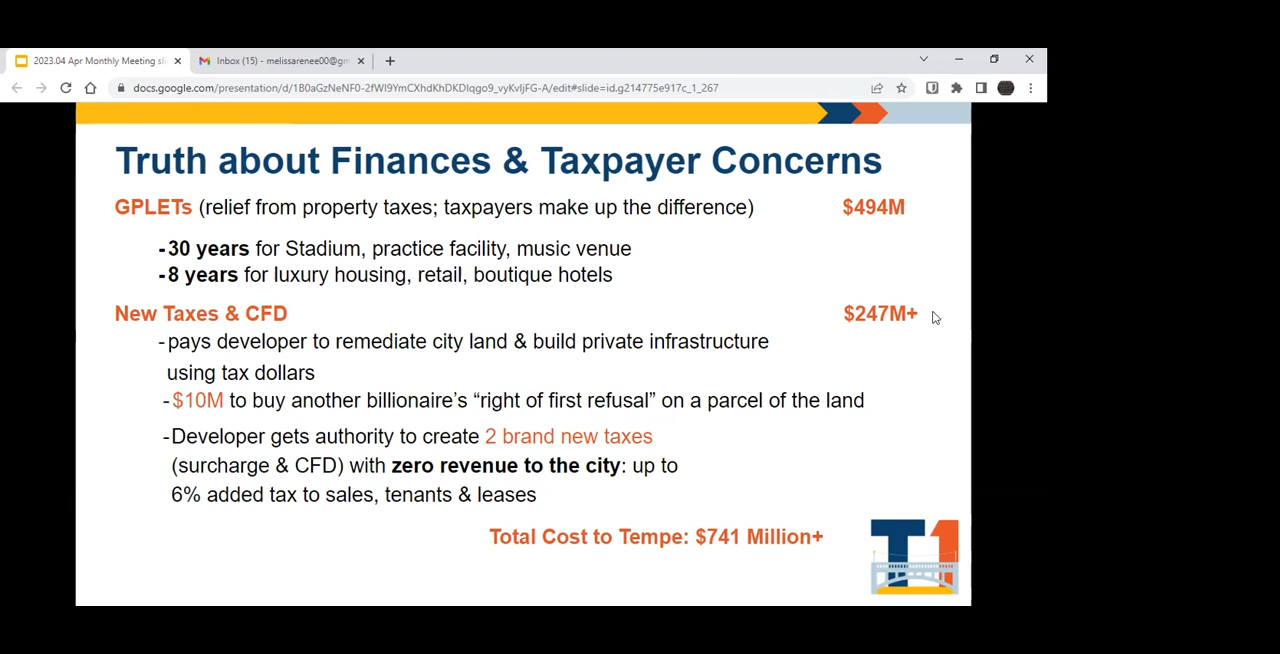 2023.04 Apr Monthly Meeting sli
Inbox (15) - melissarenee00@gm
docs.google.com/presentation/d/1B0aGzNeNF0-2fWI9YmCXhdKhDKDIqgo9_vyKvIjFG-A/edit#slide=id.g214775e917c_1_267
Truth about Finances & Taxpayer Concerns
GPLETs (relief from property taxes; taxpayers make up the difference) $494M
-30 years for Stadium, practice facility, music venue
-8 years for luxury housing, retail, boutique hotels
New Taxes & CFD $247M+
-pays developer to remediate city land & build private infrastructure
using tax dollars
-$10M to buy another billionaire’s “right of first refusal” on a parcel of the land
-Developer gets authority to create 2 brand new taxes
(surcharge & CFD) with zero revenue to the city: up to
6% added tax to sales, tenants & leases
Total Cost to Tempe: $741 Million+
T1